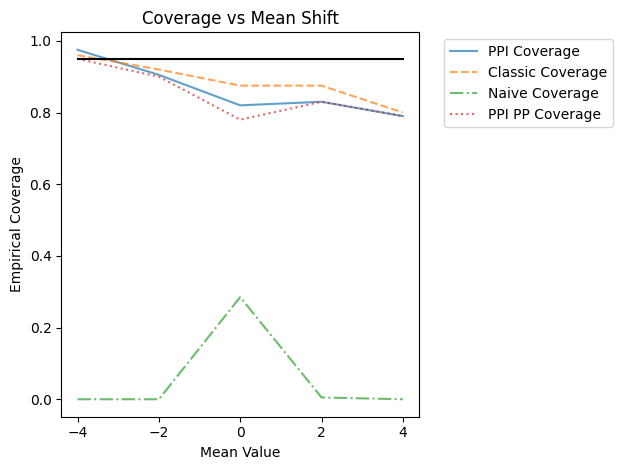 Coverage vs Mean Shift
1.0
0.8
0.6
0.4
0.2
0.0
Empirical Coverage
−4
−2
0
2
4
Mean Value
PPI Coverage
Classic Coverage
Naive Coverage
PPI PP Coverage